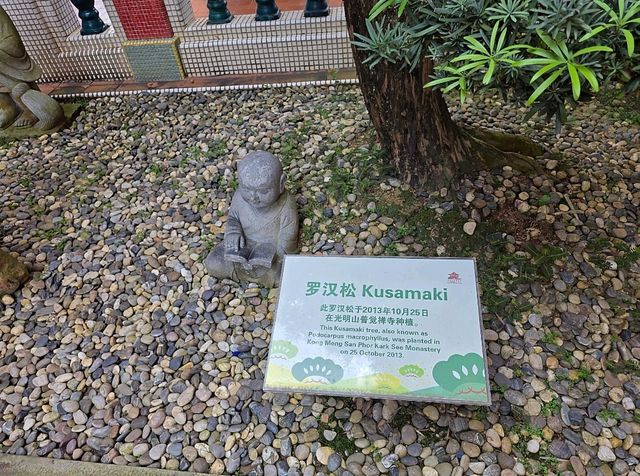 罗汉松 Kusamaki
此罗汉松于2013年10月25日
在光明山普觉禅寺种植。
This Kusamaki tree, also known as
Podocarpus macrophyllus, was planted in
Kong Meng San Phor Kark See Monastery
on 25 October 2013.